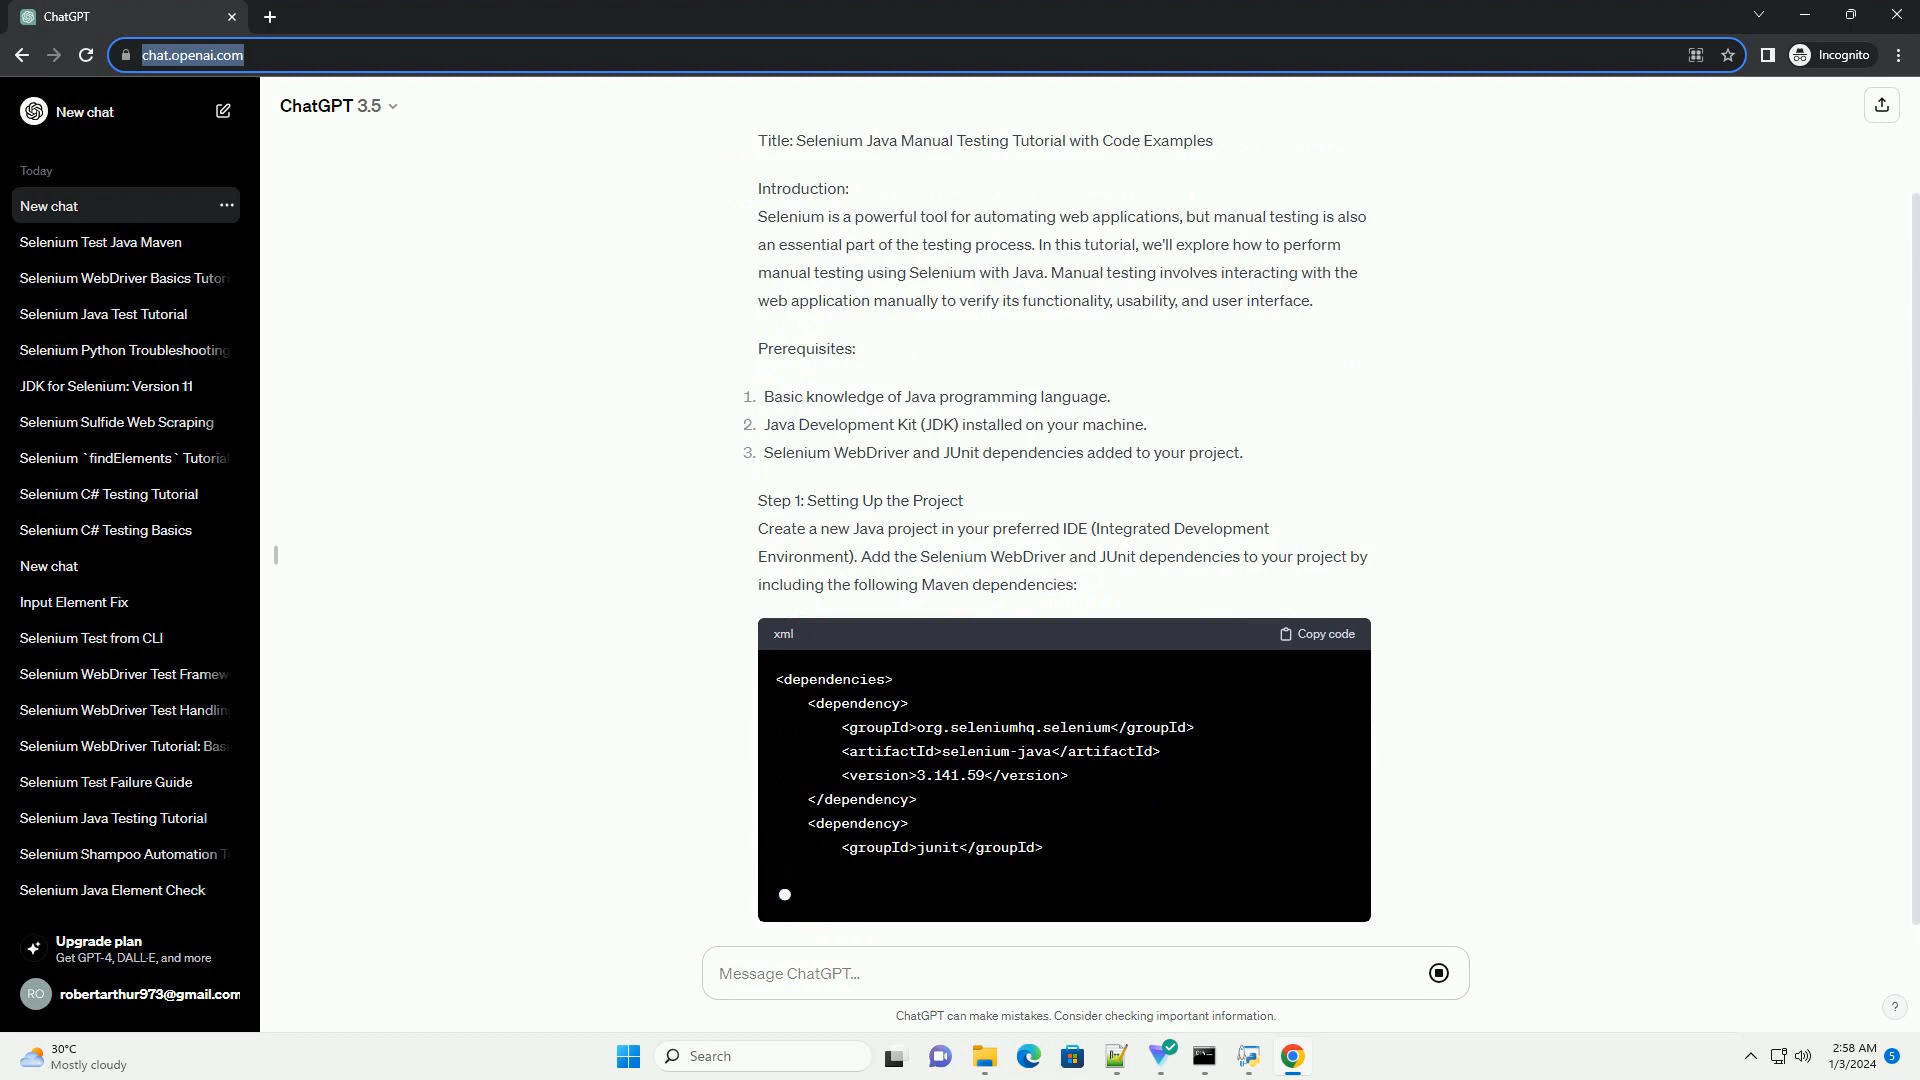 ChatGPT
chat.openai.com
Incognito
New chat
Today
New chat
Selenium Test Java Maven
Selenium WebDriver Basics Tutor
Selenium Java Test Tutorial
Selenium Python Troubleshooting
JDK for Selenium: Version 11
Selenium Sulfide Web Scraping
Selenium `findElements` Tutorial
Selenium C# Testing Tutorial
Selenium C# Testing Basics
New chat
Input Element Fix
Selenium Test from CLI
Selenium WebDriver Test Framew
Selenium WebDriver Test Handlin
Selenium WebDriver Tutorial: Bas
Selenium Test Failure Guide
Selenium Java Testing Tutorial
Selenium Shampoo Automation T
Selenium Java Element Check
Upgrade plan
Get GPT-4, DALL·E, and more
RO
robertarthur973@gmail.com
ChatGPT 3.5
Title: Selenium Java Manual Testing Tutorial with Code Examples
Introduction:
Selenium is a powerful tool for automating web applications, but manual testing is also
an essential part of the testing process. In this tutorial, we'll explore how to perform
manual testing using Selenium with Java. Manual testing involves interacting with the
web application manually to verify its functionality, usability, and user interface.
Prerequisites:
1. Basic knowledge of Java programming language.
2. Java Development Kit (JDK) installed on your machine.
3. Selenium WebDriver and JUnit dependencies added to your project.
Step 1: Setting Up the Project
Create a new Java project in your preferred IDE (Integrated Development
Environment). Add the Selenium WebDriver and JUnit dependencies to your project by
including the following Maven dependencies:
xml
Copy code
<dependencies>
<dependency>
<groupId>org.seleniumhq.selenium</groupId>
<artifactId>selenium-java</artifactId>
<version>3.141.59</version>
</dependency>
<dependency>
<groupId>junit</groupId>
Message ChatGPT…
ChatGPT can make mistakes. Consider checking important information.
?
30°C
Mostly cloudy
Search
2:58 AM
1/3/2024
5